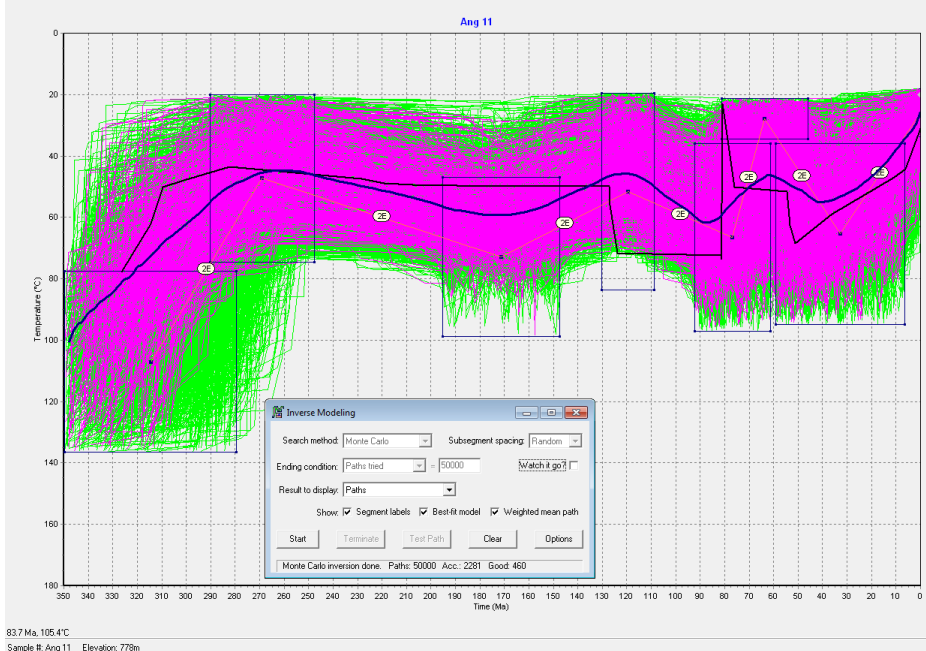 Ang 11
0
20
40
60
80
100
120
140
160
180
Temperature (°C)
2E
2E
2E
2E
2E
2E
2E
Inverse Modeling
Search method: Monte Carlo Subsegment spacing: Random
Ending condition: Paths tried = 50000 Watch it go?
Result to display: Paths
Show: Segment labels Best-fit model Weighted mean path
Start Terminate Test Path Clear Options
Monte Carlo inversion done. Paths: 50000 Acc.: 2281 Good: 460
350 340 330 320 310 300 290 280 270 260 250 240 230 220 210 200 190 180 170 160 150 140 130 120 110 100 90 80 70 60 50 40 30 20 10 0
Time (Ma)
83.7 Ma, 105.4°C
Sample #: Ang 11 Elevation: 778m